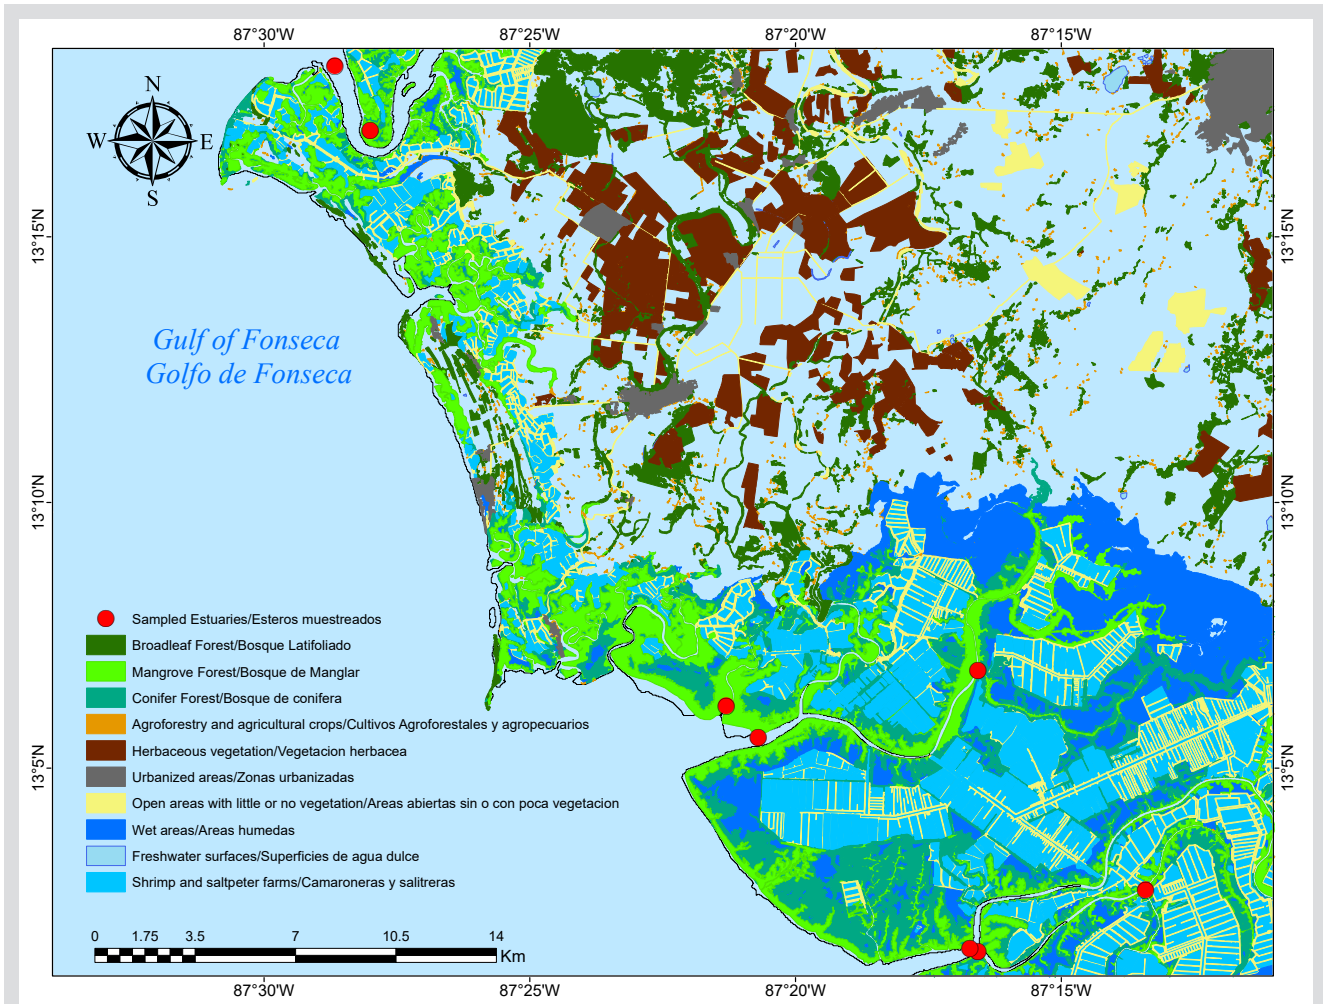 87°30'W 87°25'W 87°20'W 87°15'W
N
W E
S
13°15'N 13°15'N
Gulf of Fonseca
Golfo de Fonseca
13°10'N 13°10'N
Sampled Estuaries/Esteros muestreados
Broadleaf Forest/Bosque Latifoliado
Mangrove Forest/Bosque de Manglar
Conifer Forest/Bosque de conifera
Agroforestry and agricultural crops/Cultivos Agroforestales y agropecuarios
Herbaceous vegetation/Vegetacion herbacea
Urbanized areas/Zonas urbanizadas
Open areas with little or no vegetation/Areas abiertas sin o con poca vegetacion
Wet areas/Areas humedas
Freshwater surfaces/Superficies de agua dulce
Shrimp and saltpeter farms/Camaroneras y salitreras
13°5'N 13°5'N
0 1.75 3.5 7 10.5 14
Km
87°30'W 87°25'W 87°20'W 87°15'W